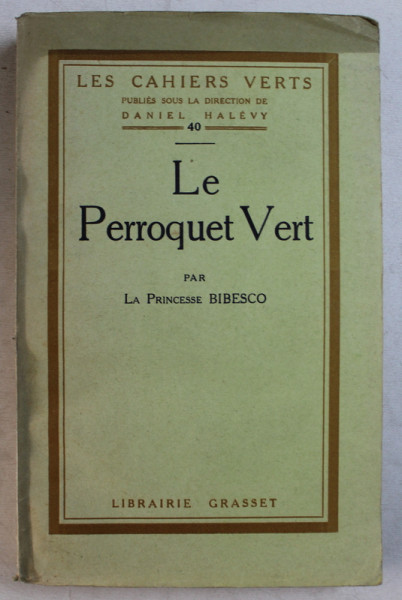 LES CAHIERS VERTS
PUBLIÉS SOUS LA DIRECTION DE
DANIEL HALÉVY
40
Le
Perroquet Vert
PAR
LA PRINCESSE BIBESCO
LIBRAIRIE GRASSET